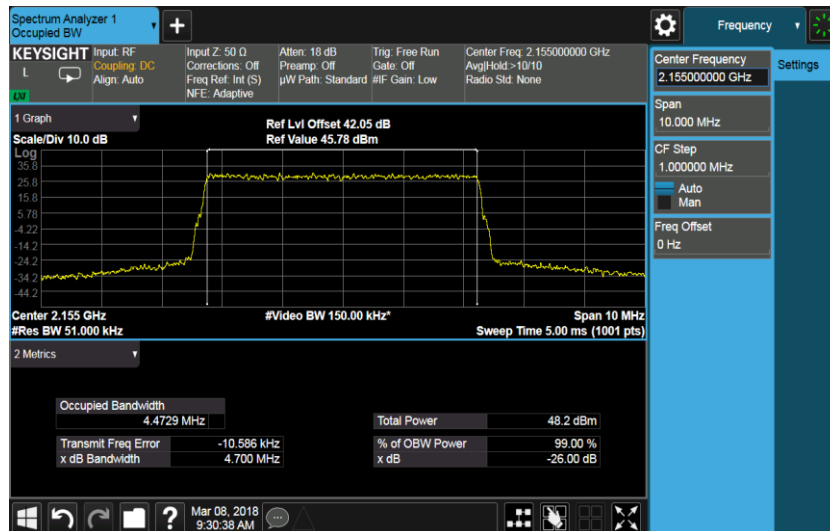 Spectrum Analyzer 1
Occupied BW
Frequency
KEYSIGHT
L
LXI
Input: RF
Coupling: DC
Align: Auto
Input Z: 50 Ω
Corrections: Off
Freq Ref: Int (S)
NFE: Adaptive
Atten: 18 dB
Preamp: Off
µW Path: Standard
Trig: Free Run
Gate: Off
#IF Gain: Low
Center Freq: 2.155000000 GHz
Avg|Hold:>10/10
Radio Std: None
Center Frequency
2.155000000 GHz
Settings
Span
10.000 MHz
CF Step
1.000000 MHz
Auto
Man
Freq Offset
0 Hz
1 Graph
Scale/Div 10.0 dB
Ref Lvl Offset 42.05 dB
Ref Value 45.78 dBm
Log
35.8
25.8
15.8
5.78
-4.22
-14.2
-24.2
-34.2
-44.2
Center 2.155 GHz
#Video BW 150.00 kHz*
Span 10 MHz
#Res BW 51.000 kHz
Sweep Time 5.00 ms (1001 pts)
2 Metrics
Occupied Bandwidth
4.4729 MHz
Total Power 48.2 dBm
Transmit Freq Error -10.586 kHz
% of OBW Power 99.00 %
x dB Bandwidth 4.700 MHz
x dB -26.00 dB
?
Mar 08, 2018
9:30:38 AM